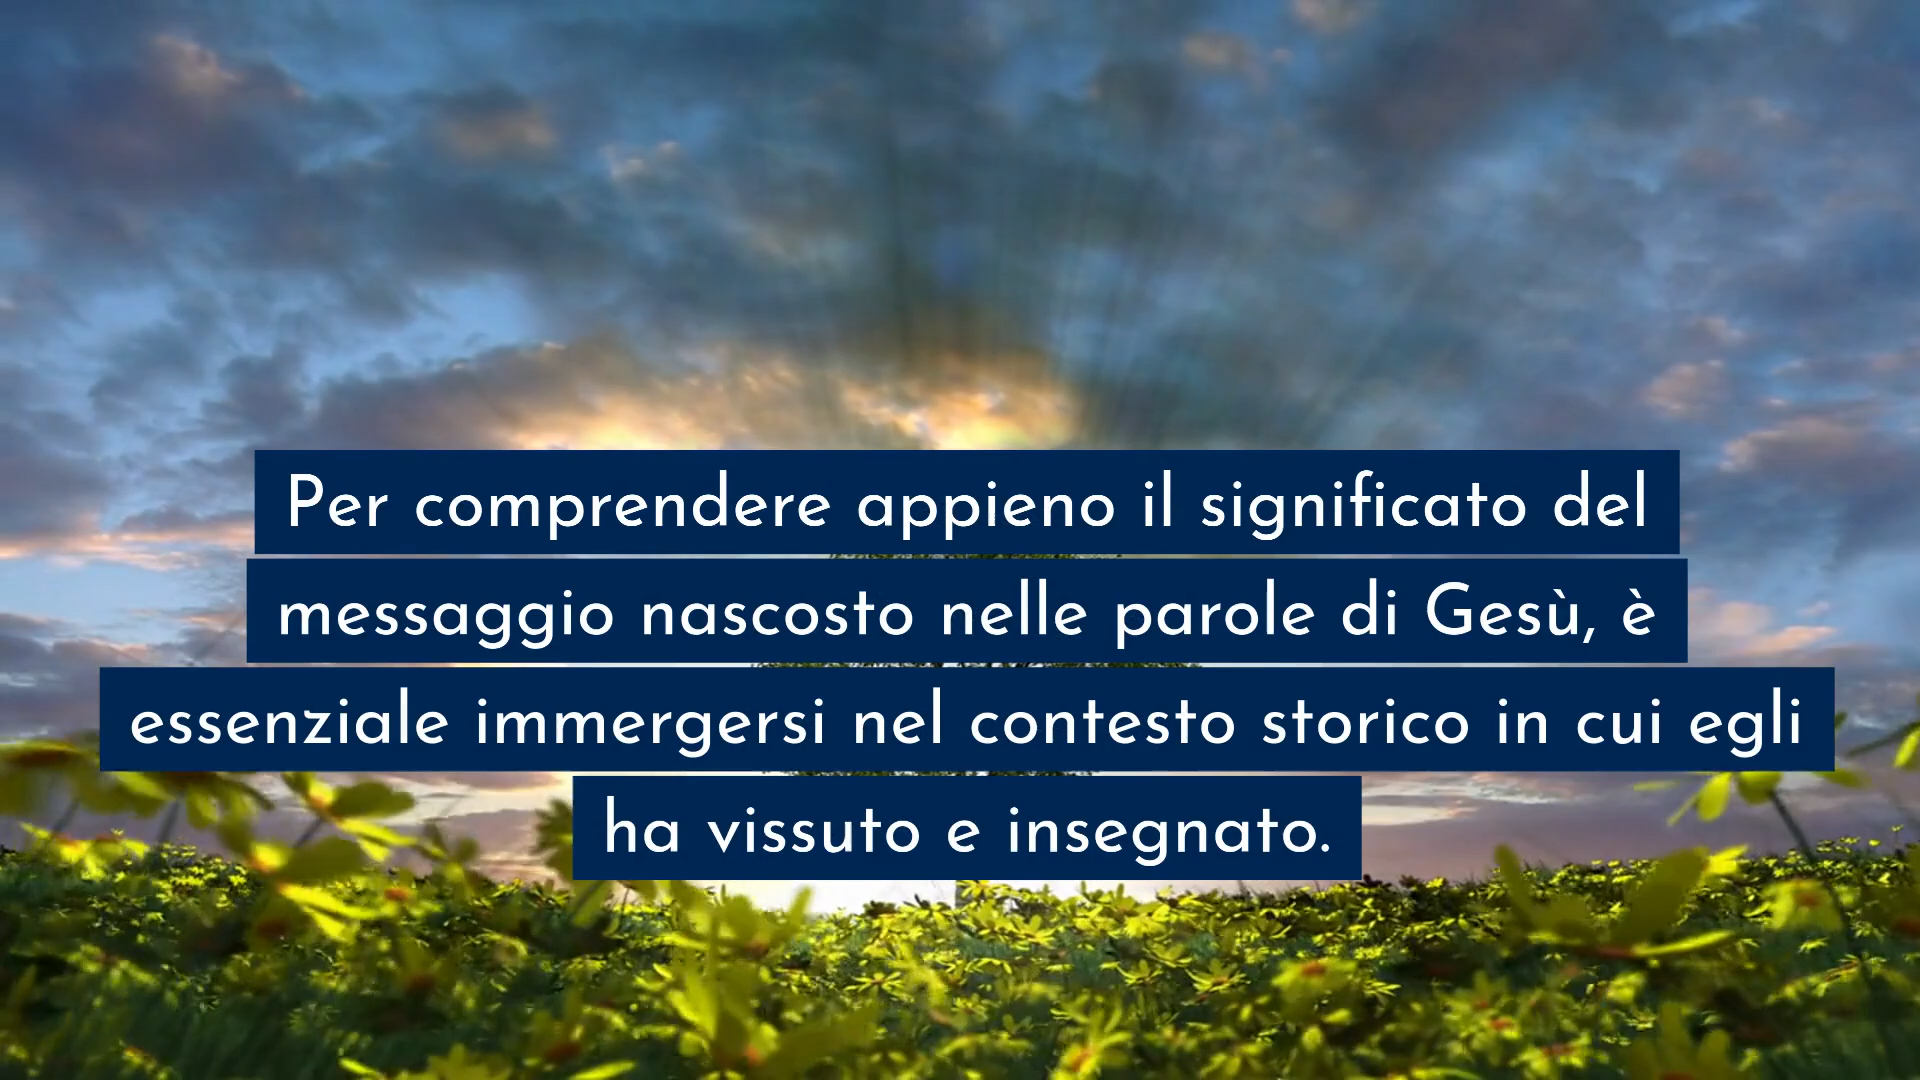 Per comprendere appieno il significato del
messaggio nascosto nelle parole di Gesù, è
essenziale immergersi nel contesto storico in cui egli
ha vissuto e insegnato.